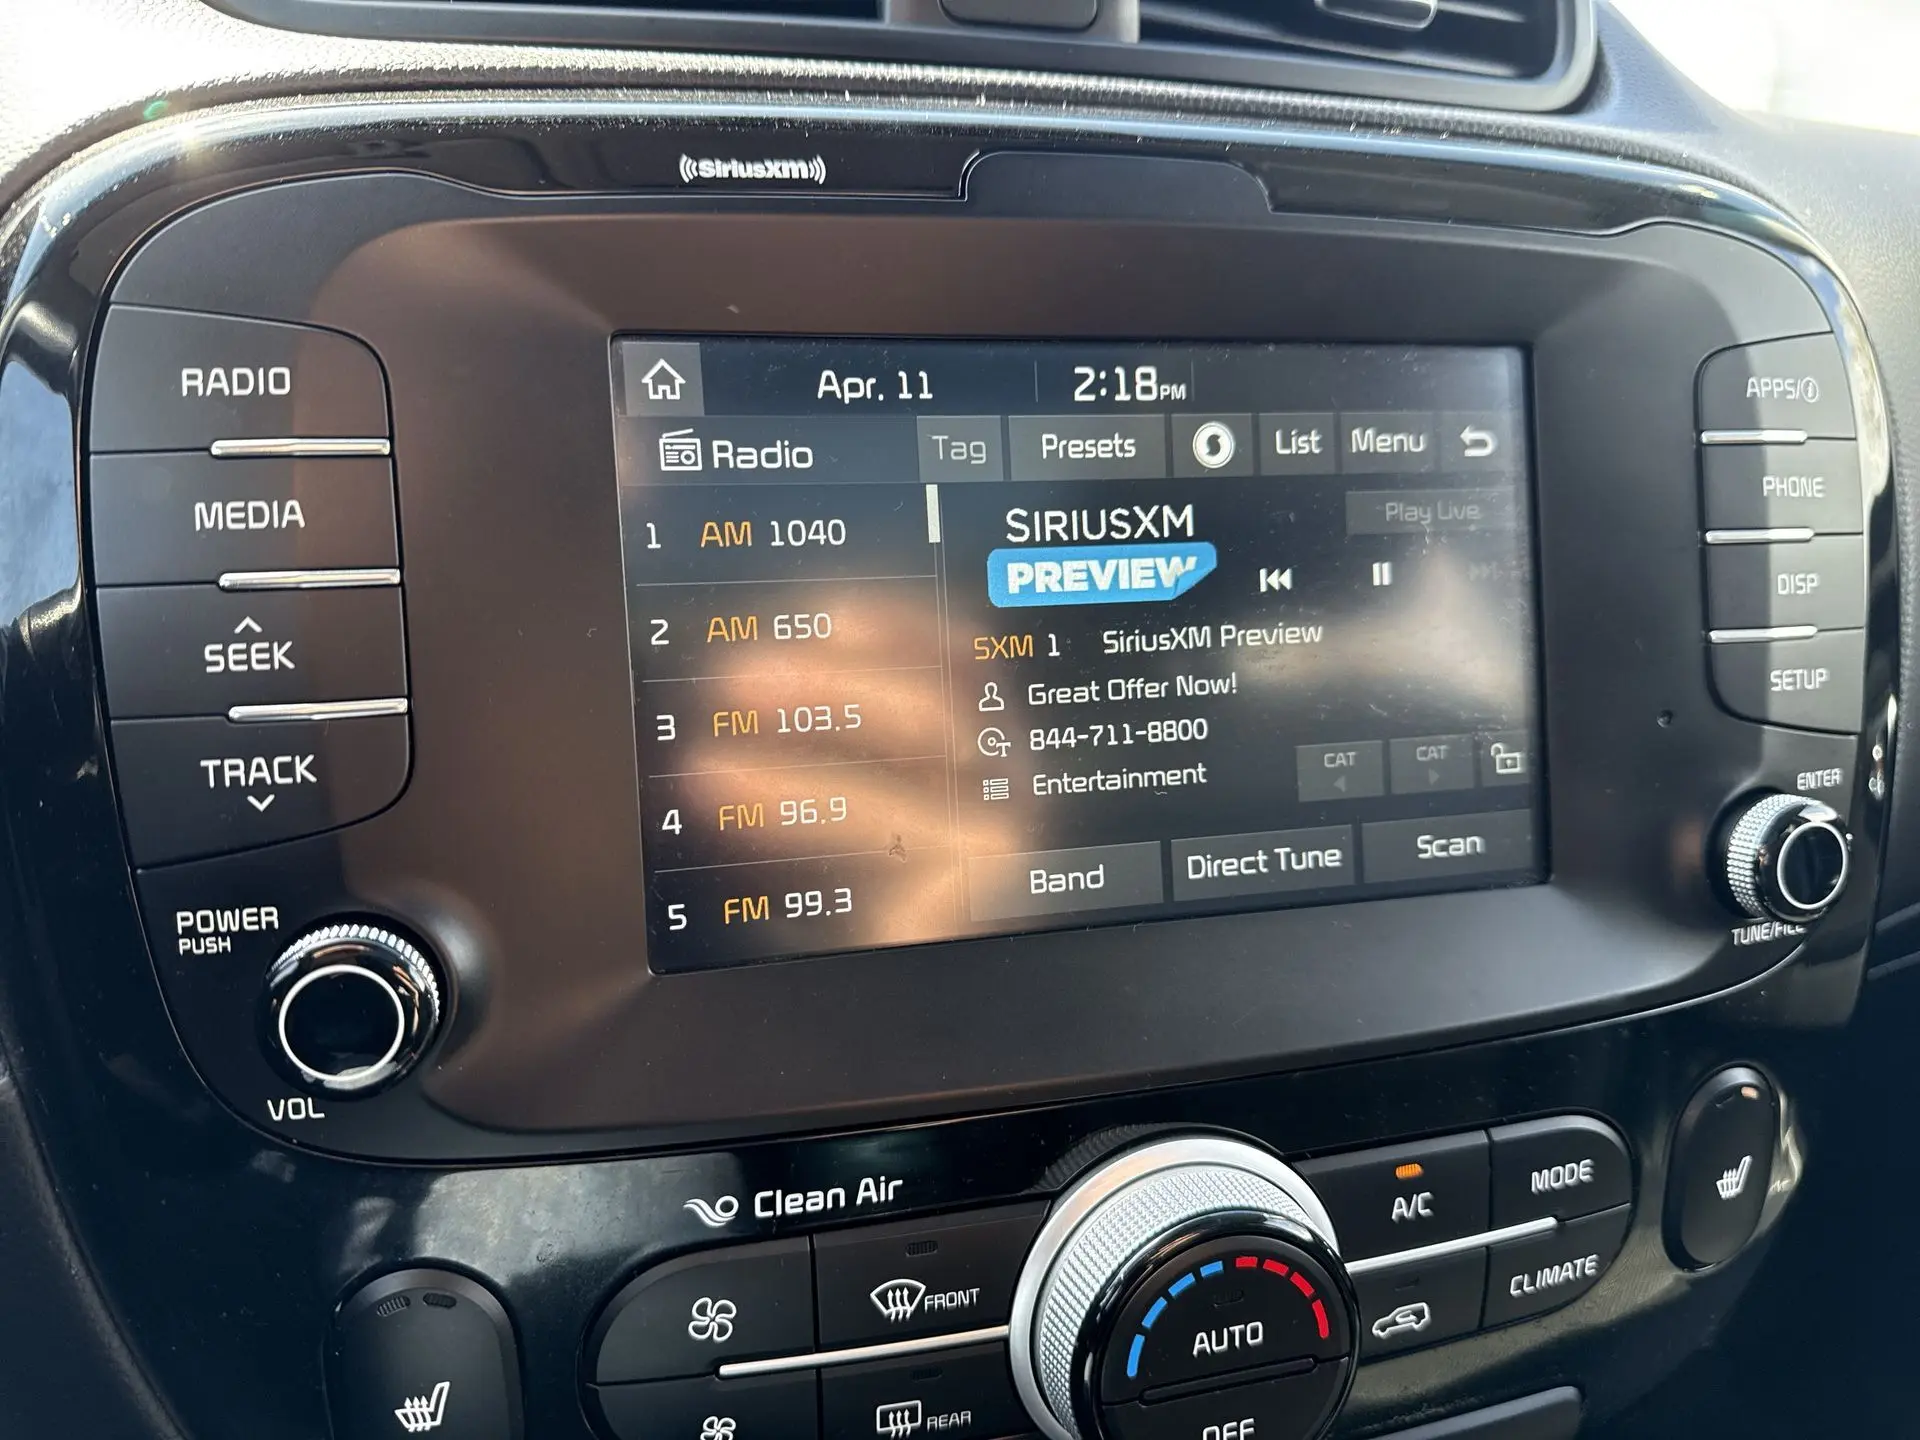 SiriusXM
RADIO
MEDIA
SEEK
TRACK
POWER
PUSH
VOL
Apr. 11
2:18PM
Radio
Tag
Presets
List
Menu
1 AM 1040
2 AM 650
3 FM 103.5
4 FM 96.9
5 FM 99.3
SIRIUSXM
PREVIEW
Play Live
SXM 1 SiriusXM Preview
Great Offer Now!
844-711-8800
Entertainment
CAT
CAT
Band
Direct Tune
Scan
APPS/i
PHONE
DISP
SETUP
ENTER
TUNE/FILE
Clean Air
FRONT
REAR
AUTO
OFF
A/C
MODE
CLIMATE